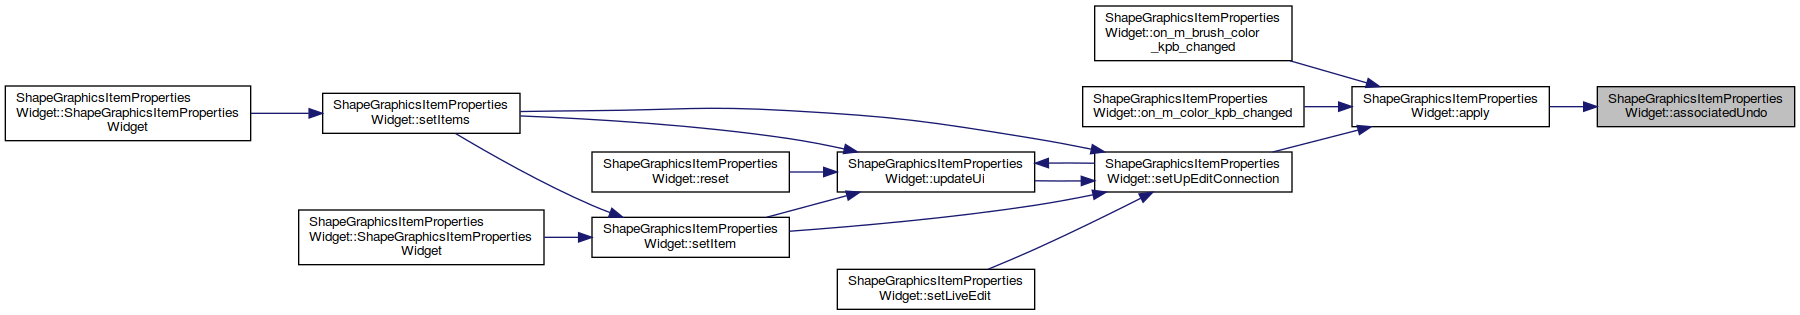 ShapeGraphicsItemProperties
Widget::on_m_brush_color
_kpb_changed
ShapeGraphicsItemProperties
Widget::ShapeGraphicsItemProperties
Widget
ShapeGraphicsItemProperties
Widget::setItems
ShapeGraphicsItemProperties
Widget::on_m_color_kpb_changed
ShapeGraphicsItemProperties
Widget::apply
ShapeGraphicsItemProperties
Widget::associatedUndo
ShapeGraphicsItemProperties
Widget::reset
ShapeGraphicsItemProperties
Widget::updateUi
ShapeGraphicsItemProperties
Widget::setUpEditConnection
ShapeGraphicsItemProperties
Widget::ShapeGraphicsItemProperties
Widget
ShapeGraphicsItemProperties
Widget::setItem
ShapeGraphicsItemProperties
Widget::setLiveEdit